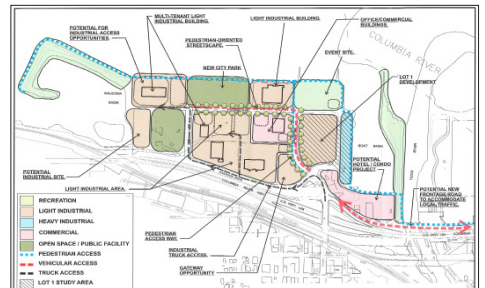 POTENTIAL FOR
INDUSTRIAL ACCESS
OPPORTUNITIES.
MULTI-TENANT LIGHT
INDUSTRIAL BUILDING.
LIGHT INDUSTRIAL BUILDING.
OFFICE/COMMERCIAL
BUILDINGS.
PEDESTRIAN-ORIENTED
STREETSCAPE.
EVENT SITE.
COLUMBIA RIVER
NEW CITY PARK
LOT 1
DEVELOPMENT
BOAT BASIN
POTENTIAL
HOTEL / CONDO
PROJECT
POTENTIAL
INDUSTRIAL SITE.
LIGHT INDUSTRIAL AREA.
POTENTIAL NEW
FRONTAGE ROAD
TO ACCOMMODATE
LOCAL TRAFFIC.
PEDESTRIAN
ACCESS WAY
INDUSTRIAL
TRUCK ACCESS.
GATEWAY
OPPORTUNITY
RECREATION
LIGHT INDUSTRIAL
HEAVY INDUSTRIAL
COMMERCIAL
OPEN SPACE / PUBLIC FACILITY
PEDESTRIAN ACCESS
VEHICULAR ACCESS
TRUCK ACCESS
LOT 1 STUDY AREA